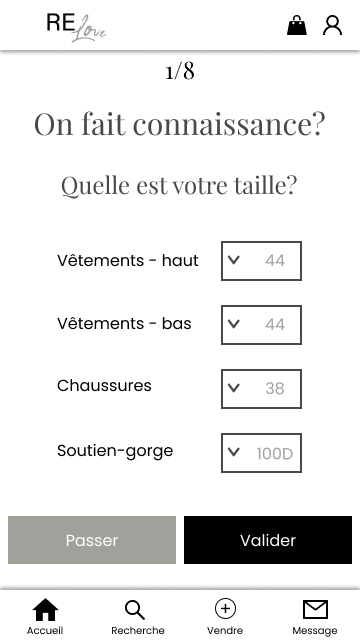 RE Love
1/8
On fait connaissance?
Quelle est votre taille?
Vêtements - haut 44
Vêtements - bas 44
Chaussures 38
Soutien-gorge 100D
Passer Valider
Accueil Recherche Vendre Message